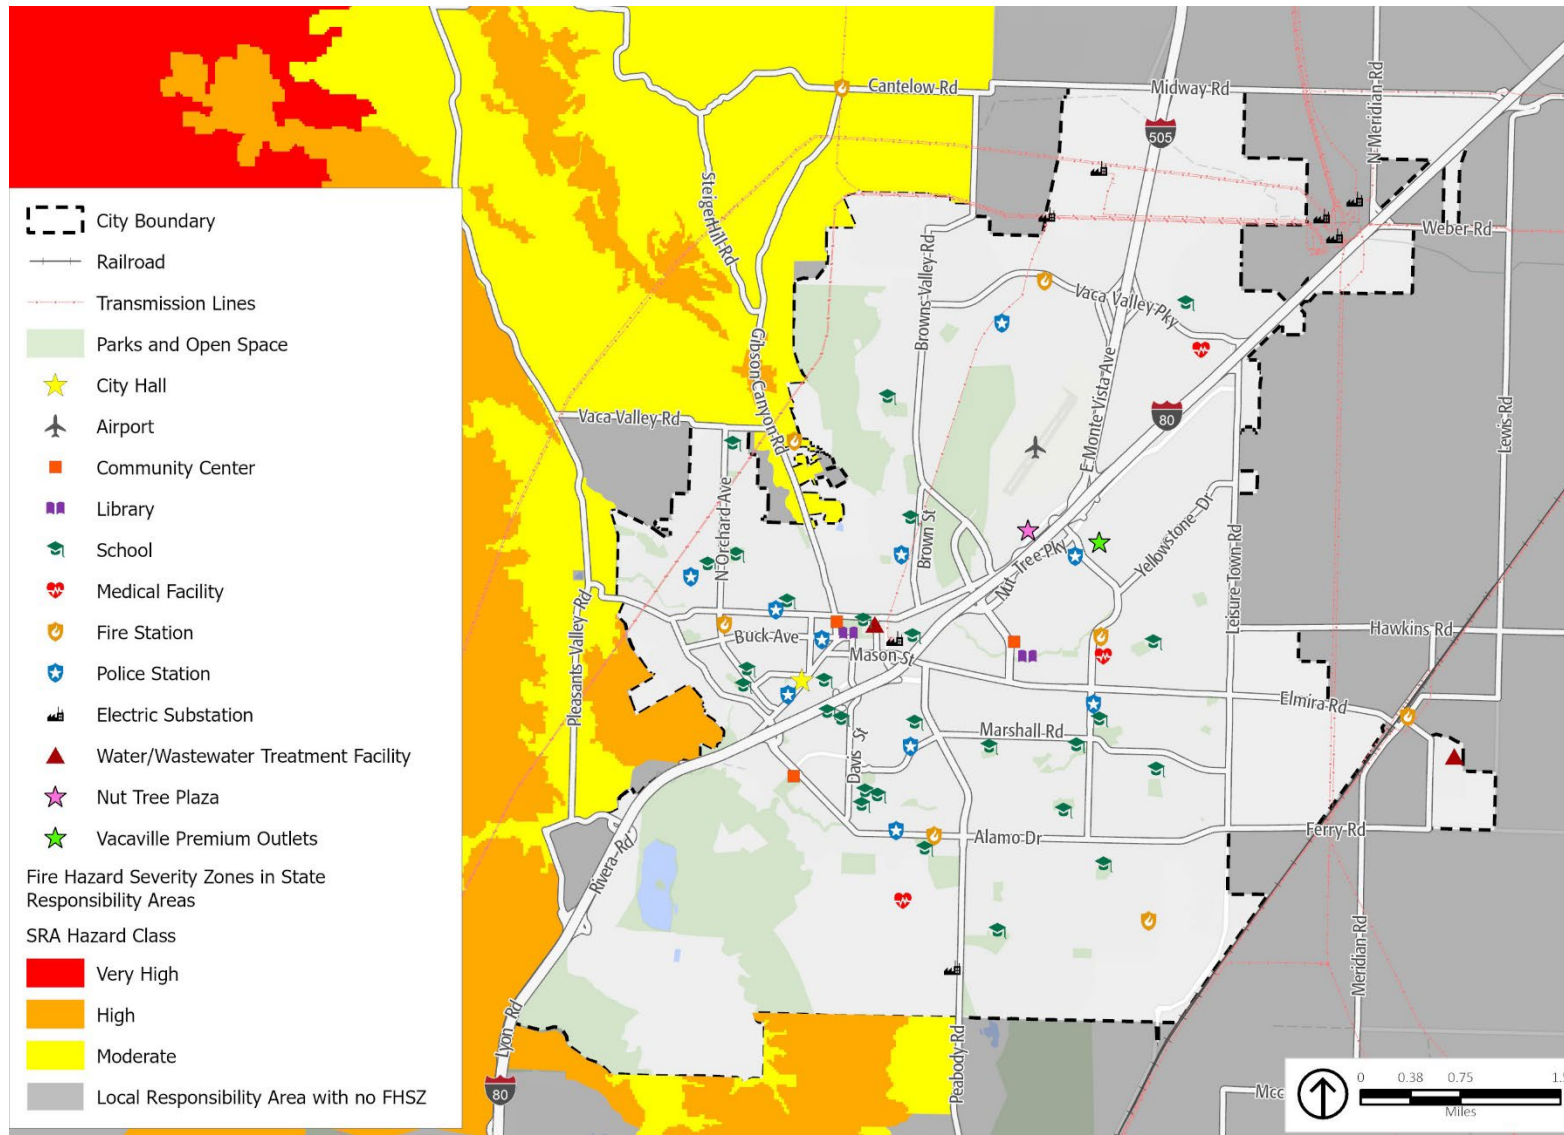 Cantelow Rd
Midway Rd
505
N Meridian Rd
Steiger Hill Rd
City Boundary
Railroad
Transmission Lines
Parks and Open Space
City Hall
Airport
Community Center
Library
School
Medical Facility
Fire Station
Police Station
Electric Substation
Water/Wastewater Treatment Facility
Nut Tree Plaza
Vacaville Premium Outlets
Fire Hazard Severity Zones in State
Responsibility Areas
SRA Hazard Class
Very High
High
Moderate
Local Responsibility Area with no FHSZ
Weber Rd
Browns Valley Rd
Vaca Valley Pky
Gibson Canyon Rd
E Monte Vista Ave
80
Lewis Rd
Vaca Valley Rd
N Orchard Ave
Brown St
Nut Tree Pky
Yellowstone Dr
Leisure Town Rd
Pleasants Valley Rd
Buck Ave
Mason St
Hawkins Rd
Elmira Rd
Marshall Rd
Davis St
Alamo Dr
Ferry Rd
Rivera Rd
Meridian Rd
Lyon Rd
Peabody Rd
80
Mcc
0 0.38 0.75 1.5
Miles